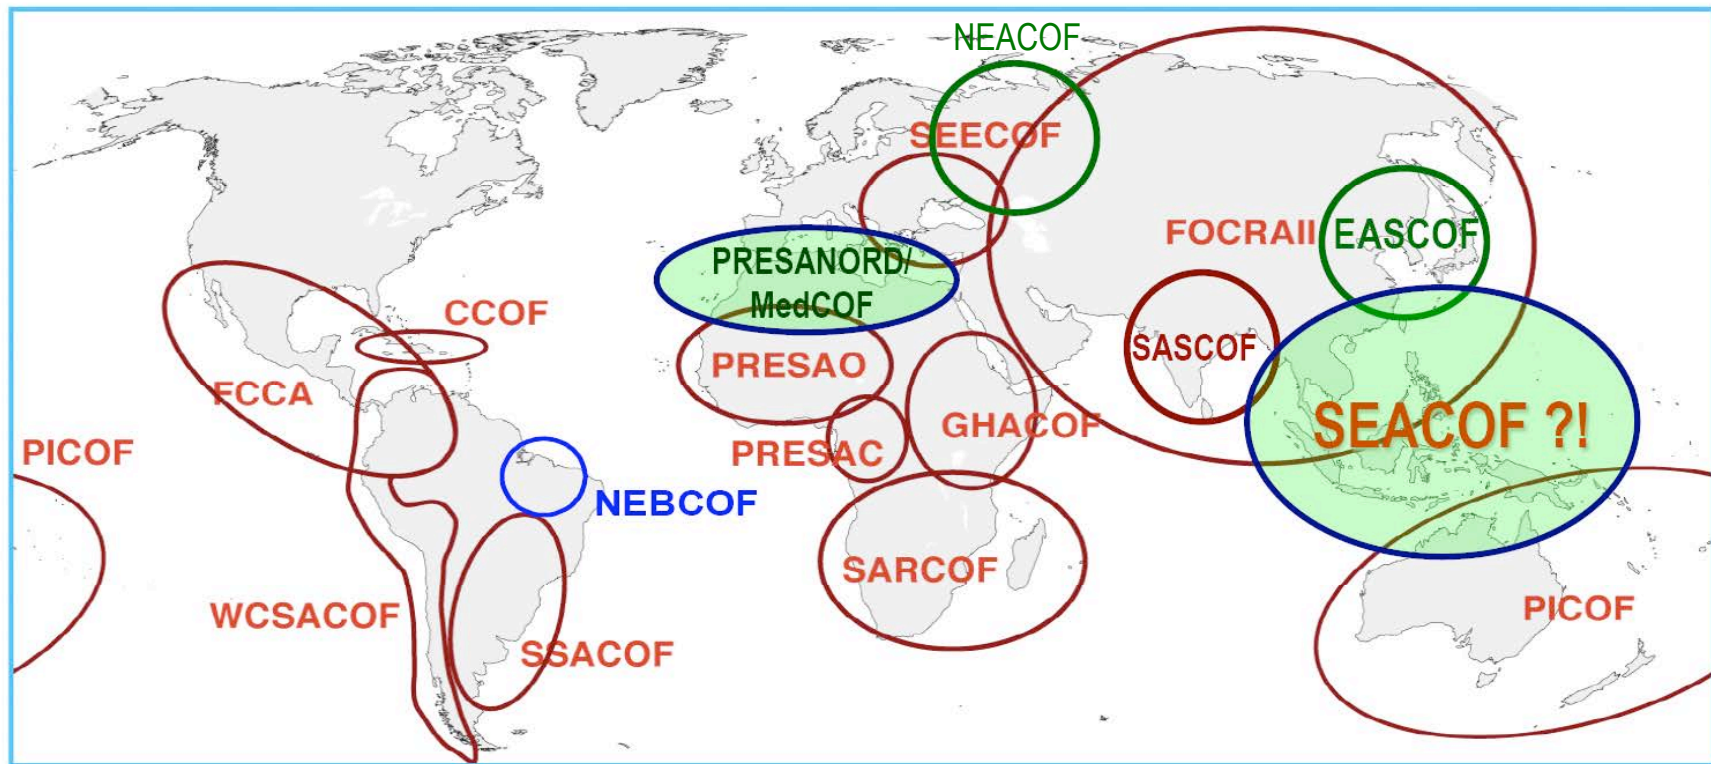 NEACOF
SEECOF
FOCRAII
EASCOF
PRESANORD/
MedCOF
CCOF
SASCOF
PRESAO
FCCA
SEACOF ?!
GHACOF
PICOF
PRESAC
NEBCOF
SARCOF
WCSACOF
PICOF
SSACOF